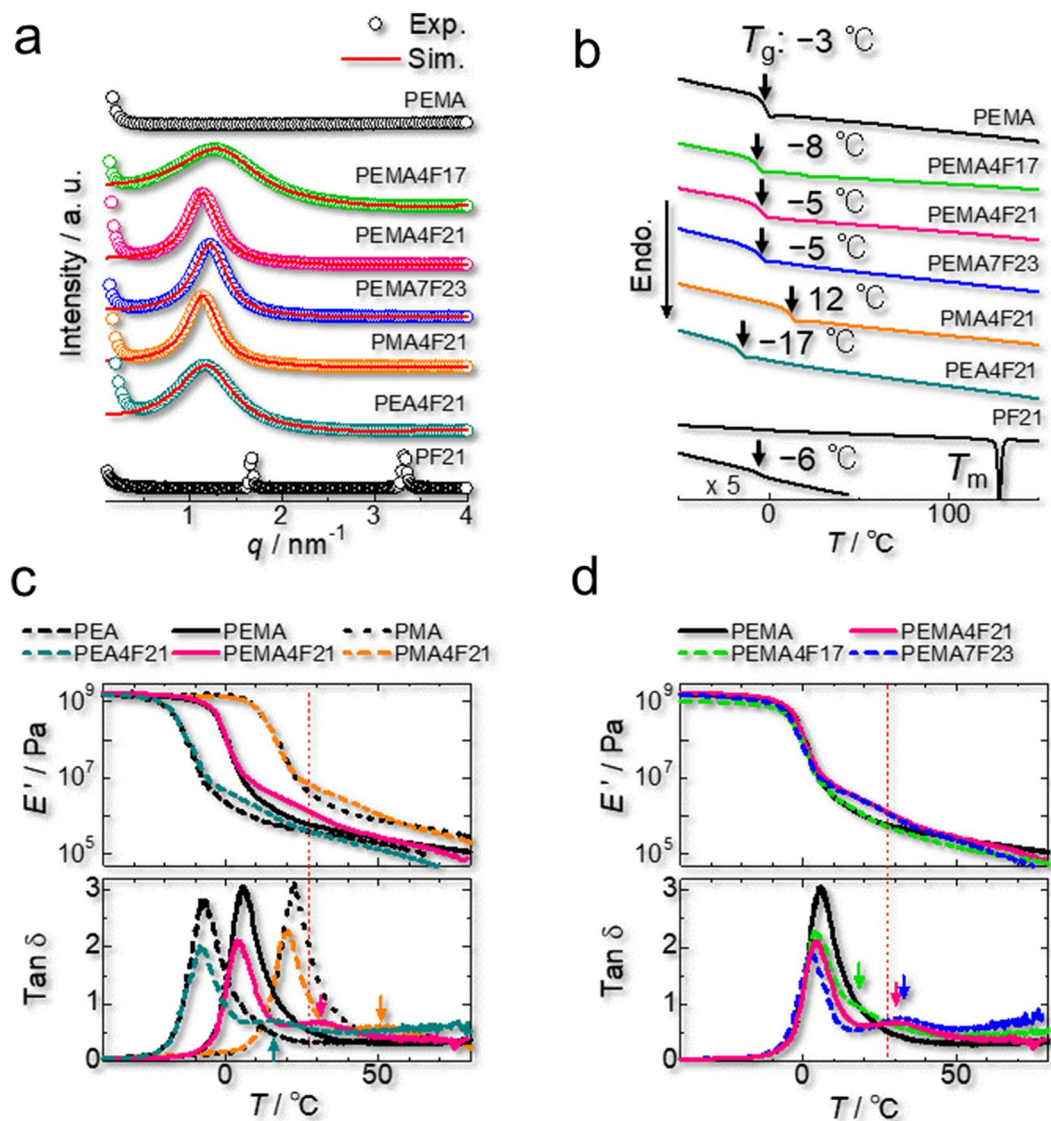 a
Exp.
Sim.
PEMA
PEMA4F17
PEMA4F21
PEMA7F23
PMA4F21
PEA4F21
PF21
Intensity / a. u.
1 2 3 4
q / nm⁻¹
b
Tg: −3 ℃
PEMA
−8 ℃
PEMA4F17
−5 ℃
PEMA4F21
−5 ℃
PEMA7F23
12 ℃
PMA4F21
−17 ℃
PEA4F21
PF21
−6 ℃
Tm
x 5
Endo.
0 100
T / ℃
c
PEA PEMA PMA
PEA4F21 PEMA4F21 PMA4F21
10⁹
10⁷
10⁵
E' / Pa
3
2
1
0
Tan δ
0 50
T / ℃
d
PEMA PEMA4F21
PEMA4F17 PEMA7F23
10⁹
10⁷
10⁵
E' / Pa
3
2
1
0
Tan δ
0 50
T / ℃